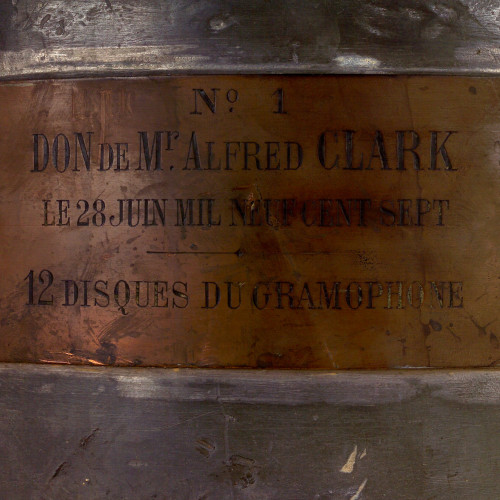 No 1
DON DE Mr. ALFRED CLARK
LE 28 JUIN MIL NEUF CENT SEPT
12 DISQUES DU GRAMOPHONE